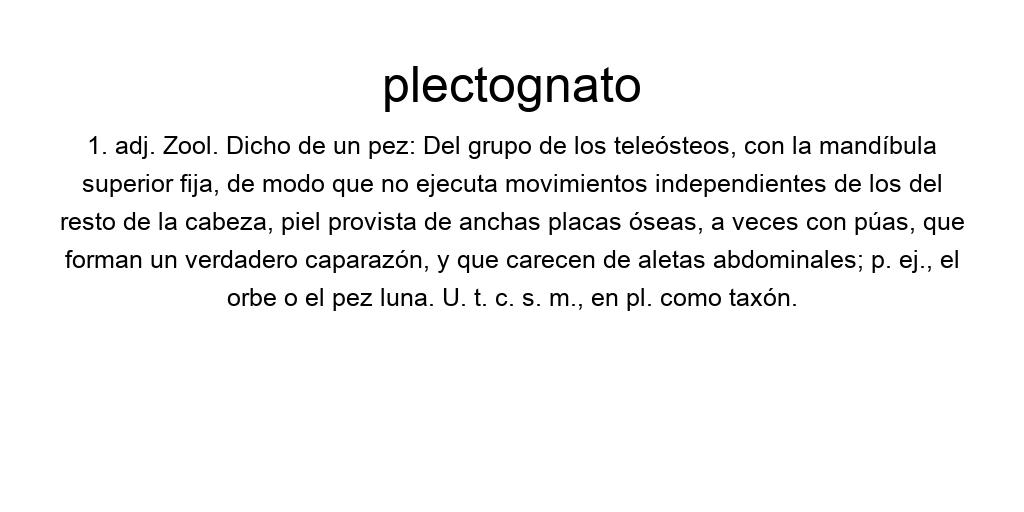 plectognato
1. adj. Zool. Dicho de un pez: Del grupo de los teleósteos, con la mandíbula
superior fija, de modo que no ejecuta movimientos independientes de los del
resto de la cabeza, piel provista de anchas placas óseas, a veces con púas, que
forman un verdadero caparazón, y que carecen de aletas abdominales; p. ej., el
orbe o el pez luna. U. t. c. s. m., en pl. como taxón.